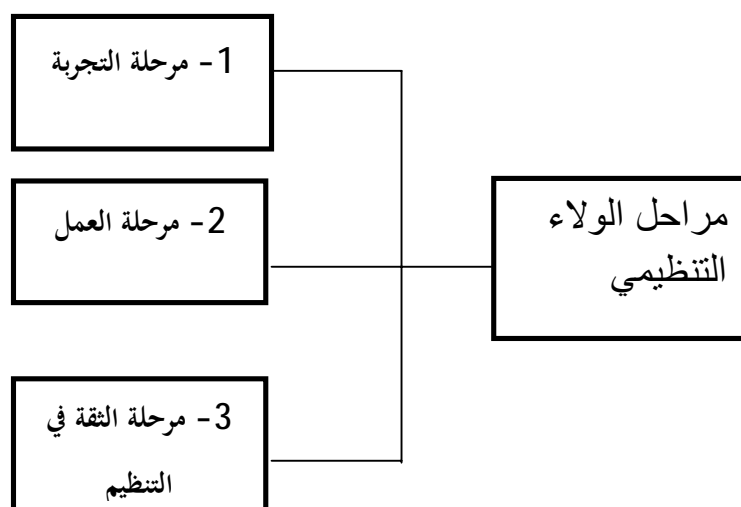 مراحل الولاء
التنظيمي
1- مرحلة التجربة
2- مرحلة العمل
3- مرحلة الثقة في
التنظيم